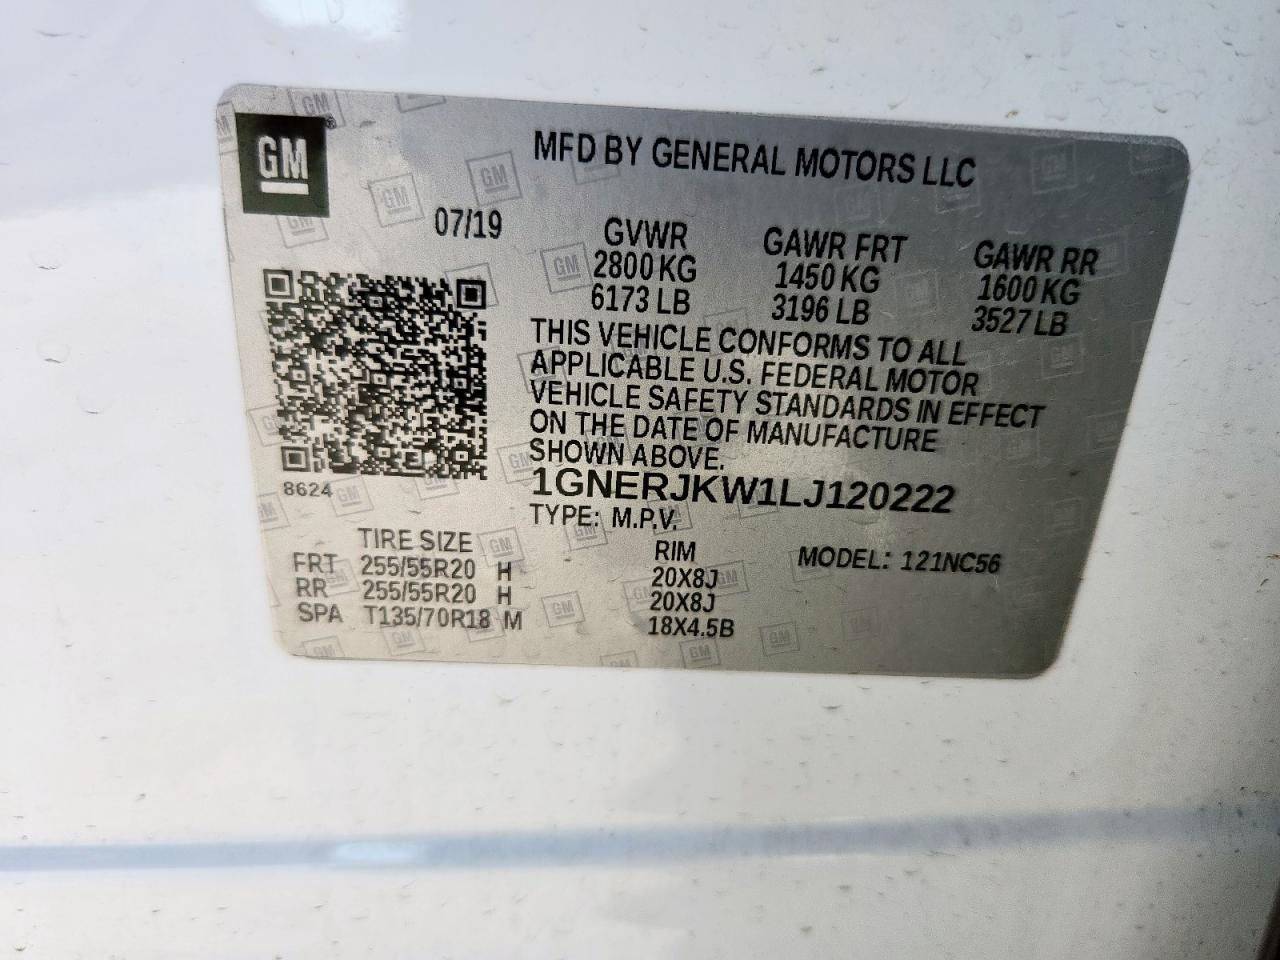 GM
MFD BY GENERAL MOTORS LLC
07/19
GVWR GAWR FRT GAWR RR
2800 KG 1450 KG 1600 KG
6173 LB 3196 LB 3527 LB
THIS VEHICLE CONFORMS TO ALL
APPLICABLE U.S. FEDERAL MOTOR
VEHICLE SAFETY STANDARDS IN EFFECT
ON THE DATE OF MANUFACTURE
SHOWN ABOVE.
8624
1GNERJKW1LJ120222
TYPE: M.P.V.
TIRE SIZE RIM MODEL: 121NC56
FRT 255/55R20 H 20X8J
RR 255/55R20 H 20X8J
SPA T135/70R18 M 18X4.5B